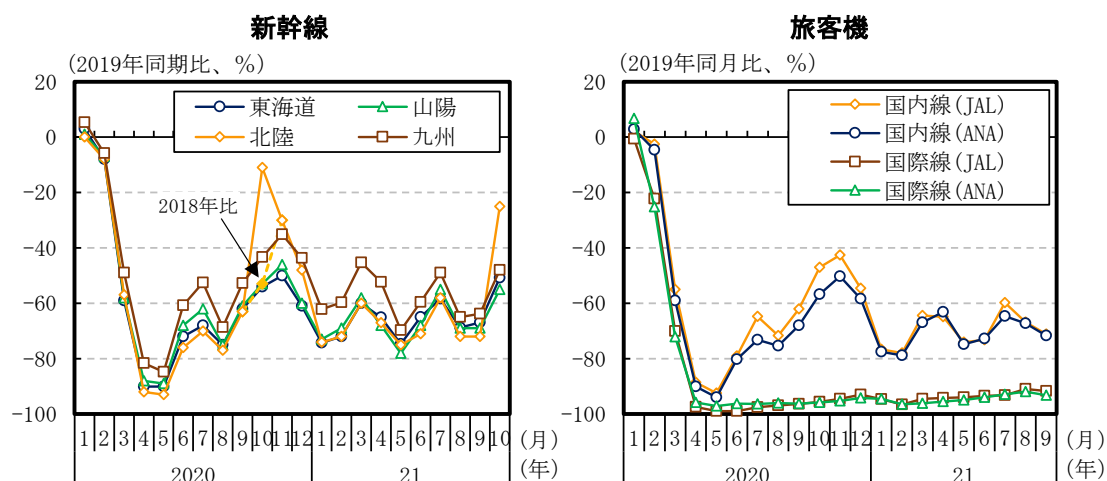 新幹線
(2019年同期比、%)
20
0
-20
-40
-60
-80
-100
東海道 山陽
北陸 九州
2018年比
1 2 3 4 5 6 7 8 9 10 11 12 1 2 3 4 5 6 7 8 9 10 (月)
2020 21 (年)
旅客機
(2019年同月比、%)
20
0
-20
-40
-60
-80
-100
国内線(JAL)
国内線(ANA)
国際線(JAL)
国際線(ANA)
1 2 3 4 5 6 7 8 9 10 11 12 1 2 3 4 5 6 7 8 9 (月)
2020 21 (年)